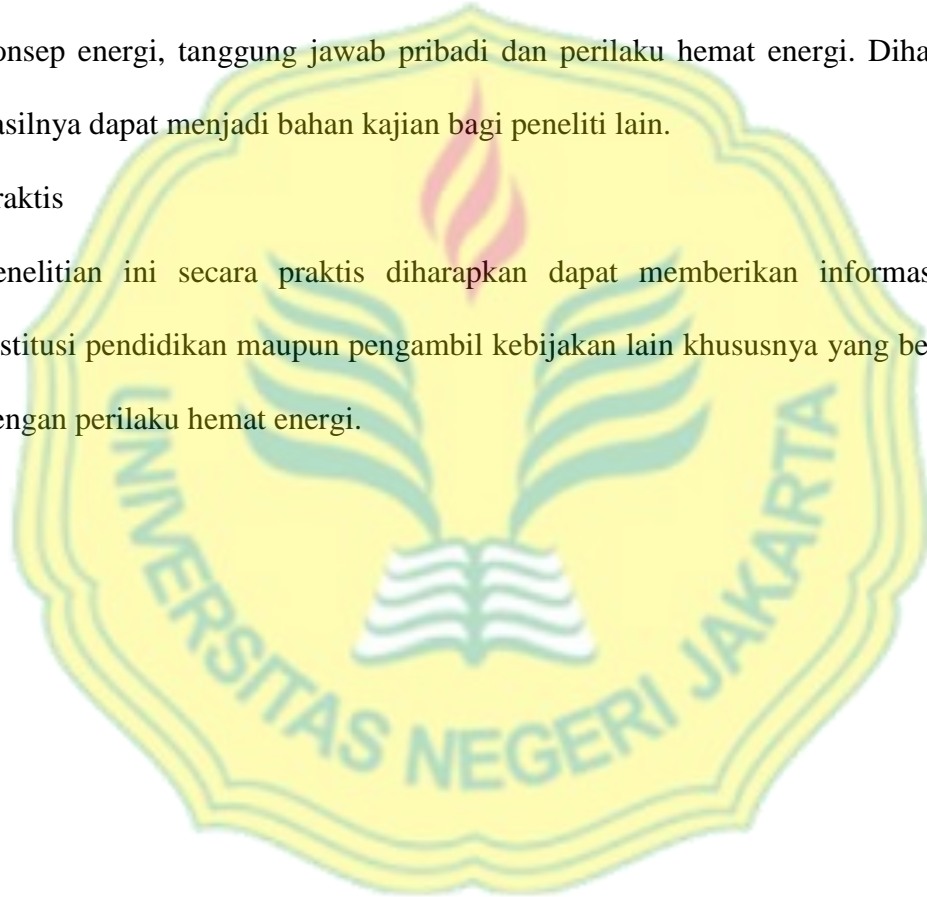 onsep energi, tanggung jawab pribadi dan perilaku hemat energi. Diha
asilnya dapat menjadi bahan kajian bagi peneliti lain.
raktis
enelitian ini secara praktis diharapkan dapat memberikan informas
stitusi pendidikan maupun pengambil kebijakan lain khususnya yang be
engan perilaku hemat energi.
UNIVERSITAS NEGERI JAKARTA